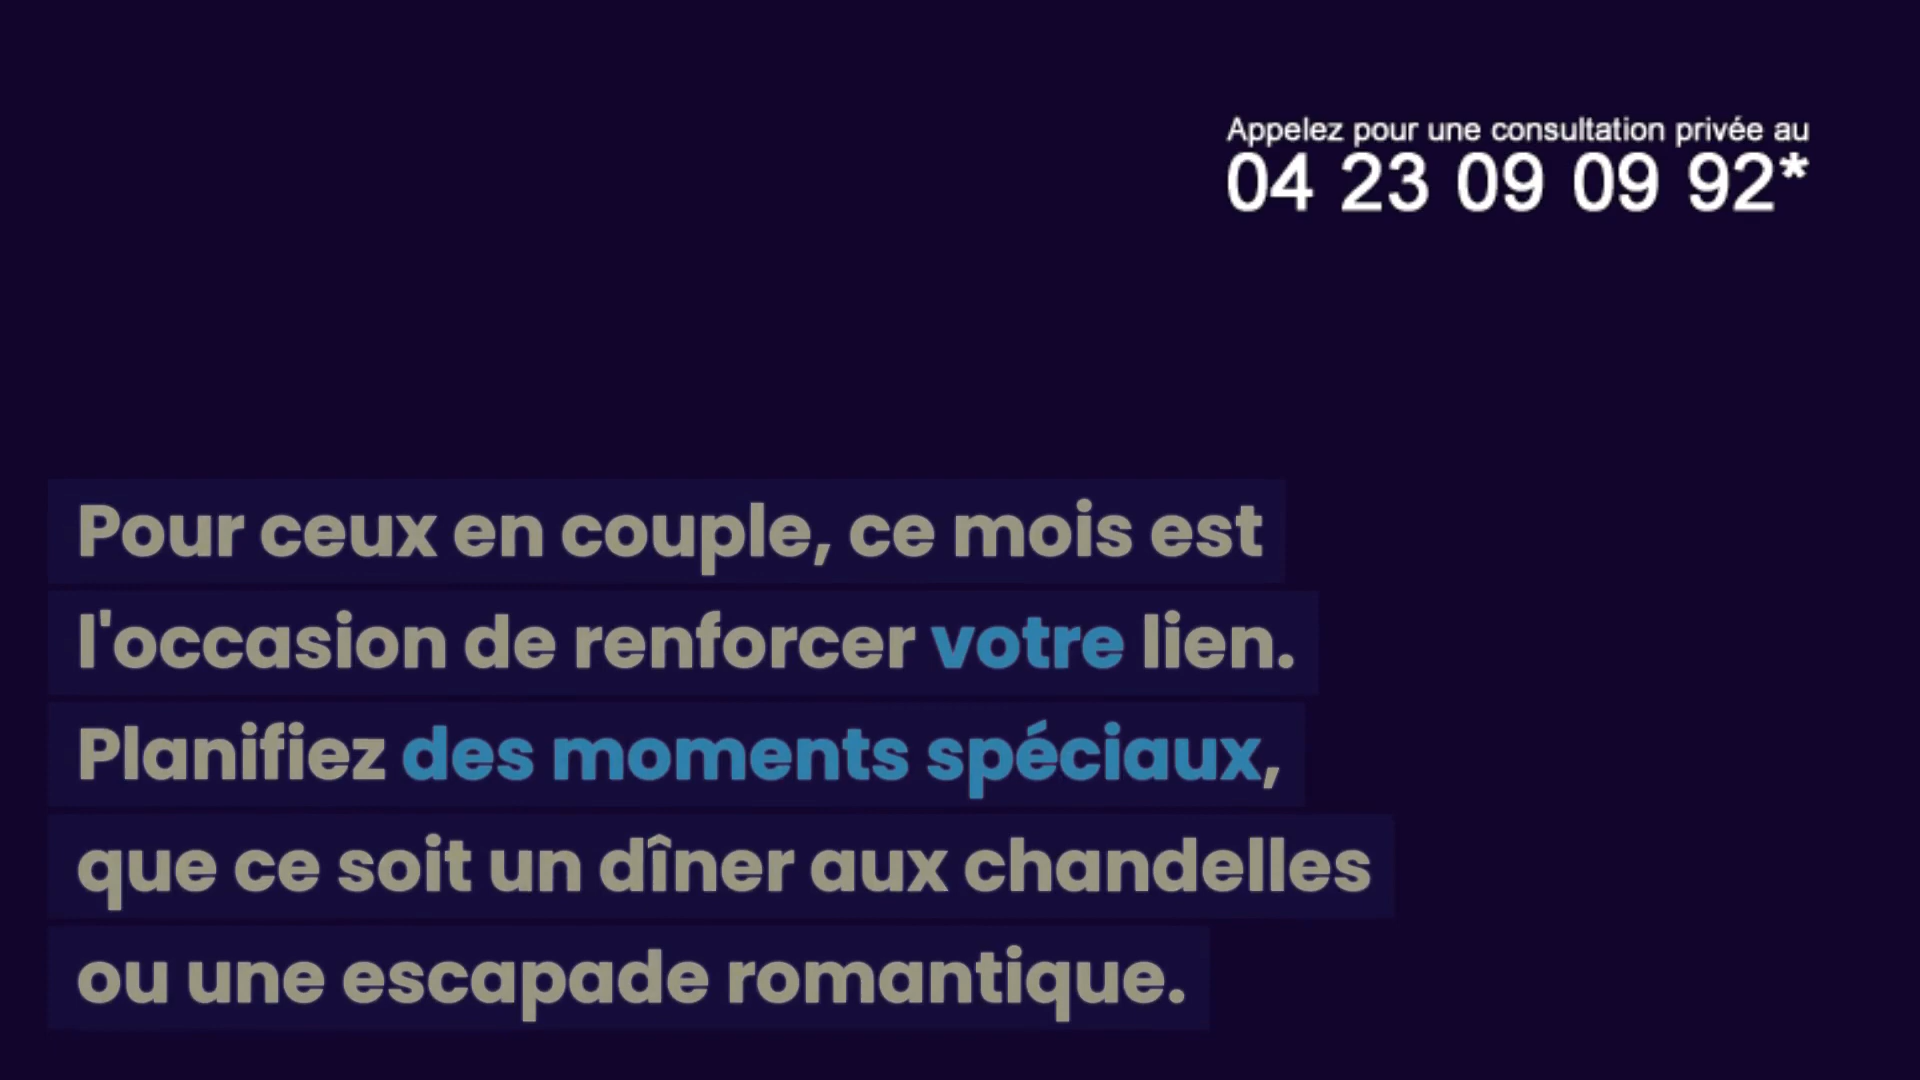 Appelez pour une consultation privée au
04 23 09 09 92*
Pour ceux en couple, ce mois est
l'occasion de renforcer votre lien.
Planifiez des moments spéciaux,
que ce soit un dîner aux chandelles
ou une escapade romantique.